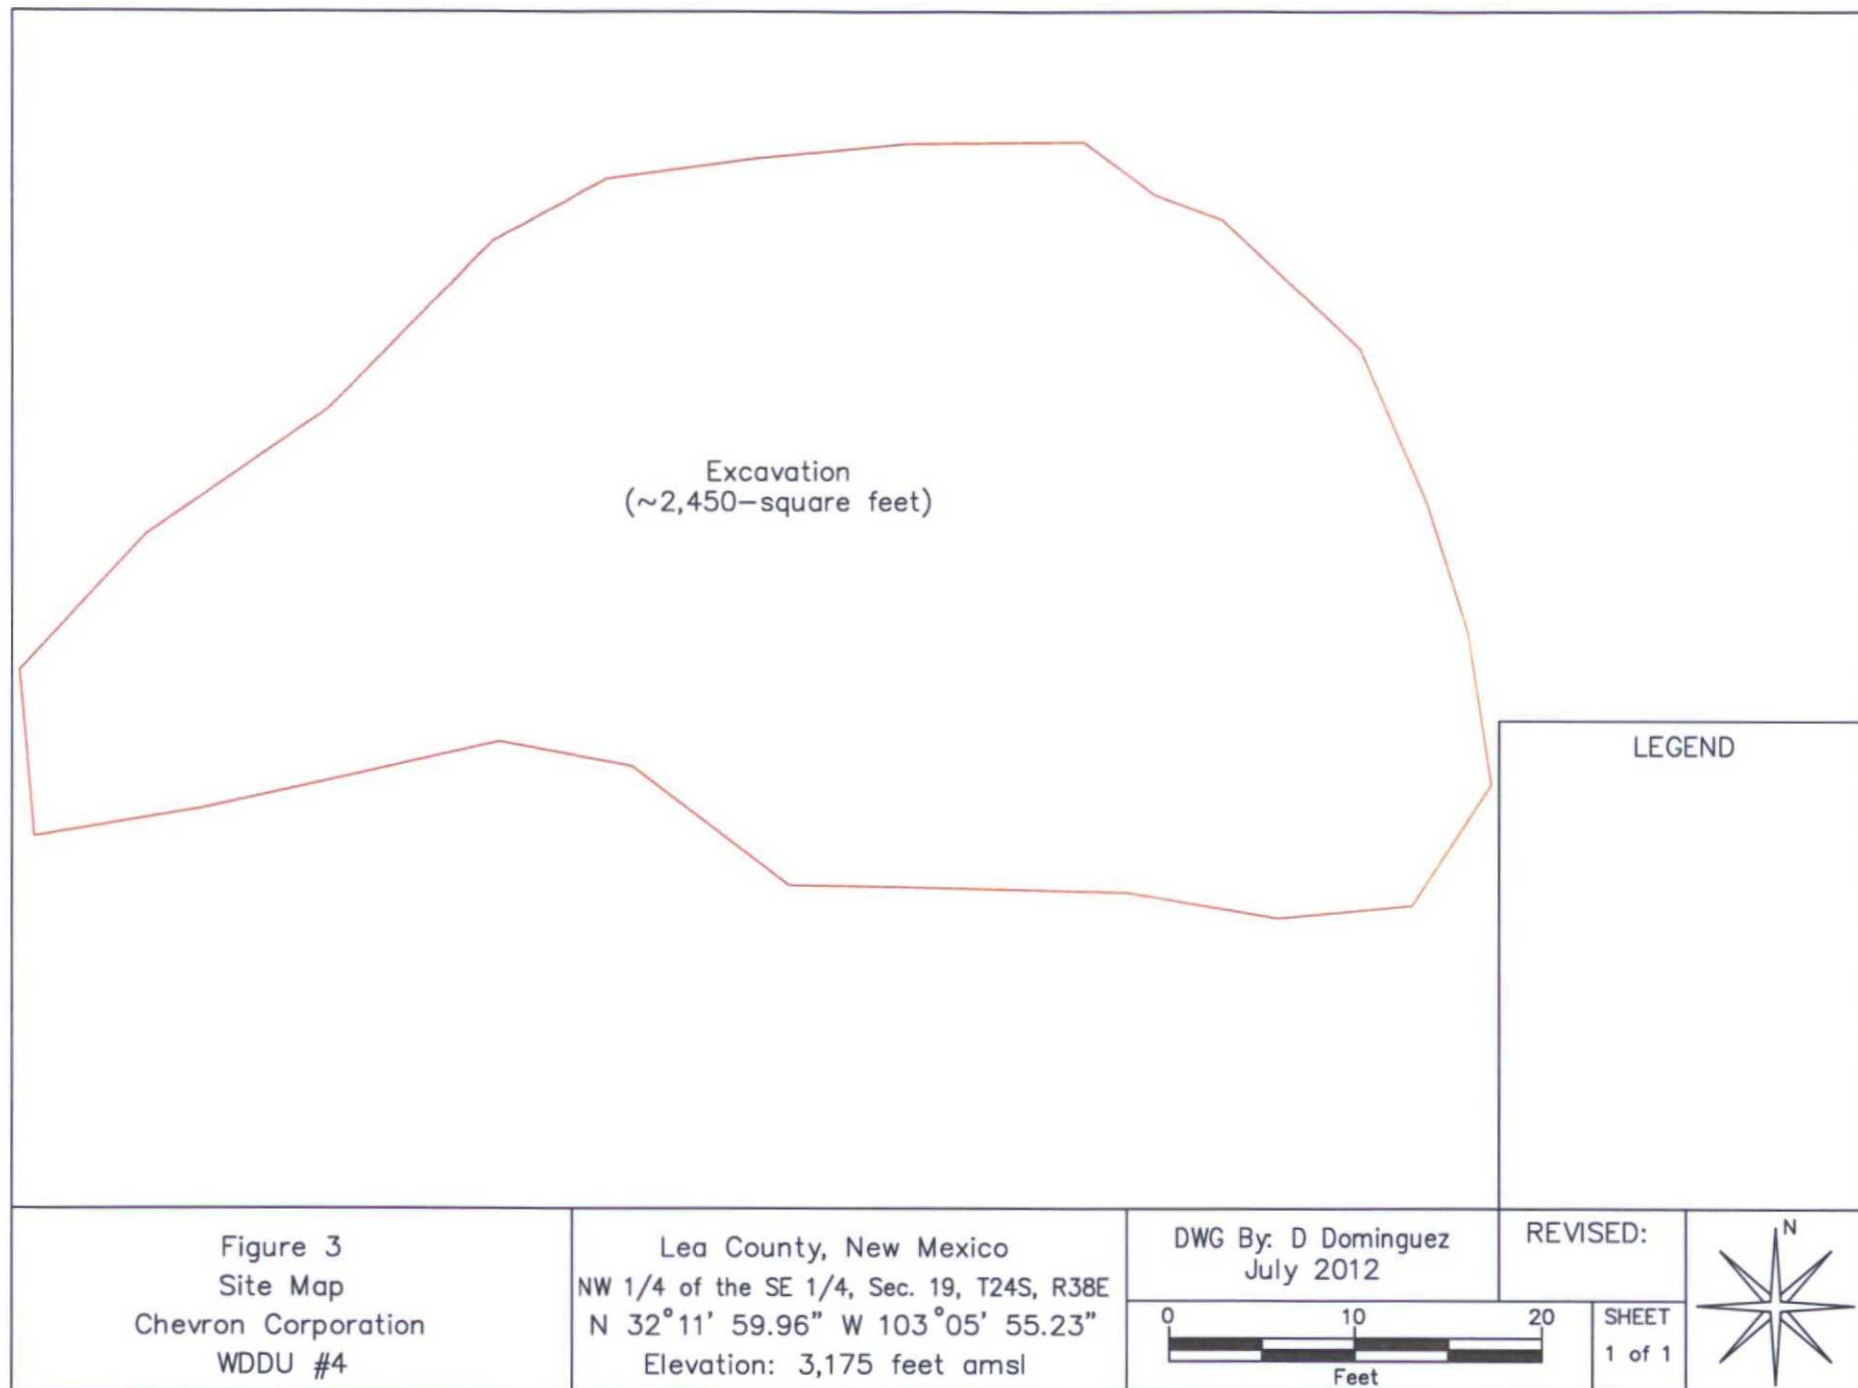 Excavation
(~2,450-square feet)
LEGEND
Figure 3
Site Map
Chevron Corporation
WDDU #4
Lea County, New Mexico
NW 1/4 of the SE 1/4, Sec. 19, T24S, R38E
N 32°11' 59.96" W 103°05' 55.23"
Elevation: 3,175 feet amsl
DWG By: D Dominguez
July 2012
REVISED:
0 10 20
Feet
SHEET
1 of 1
N